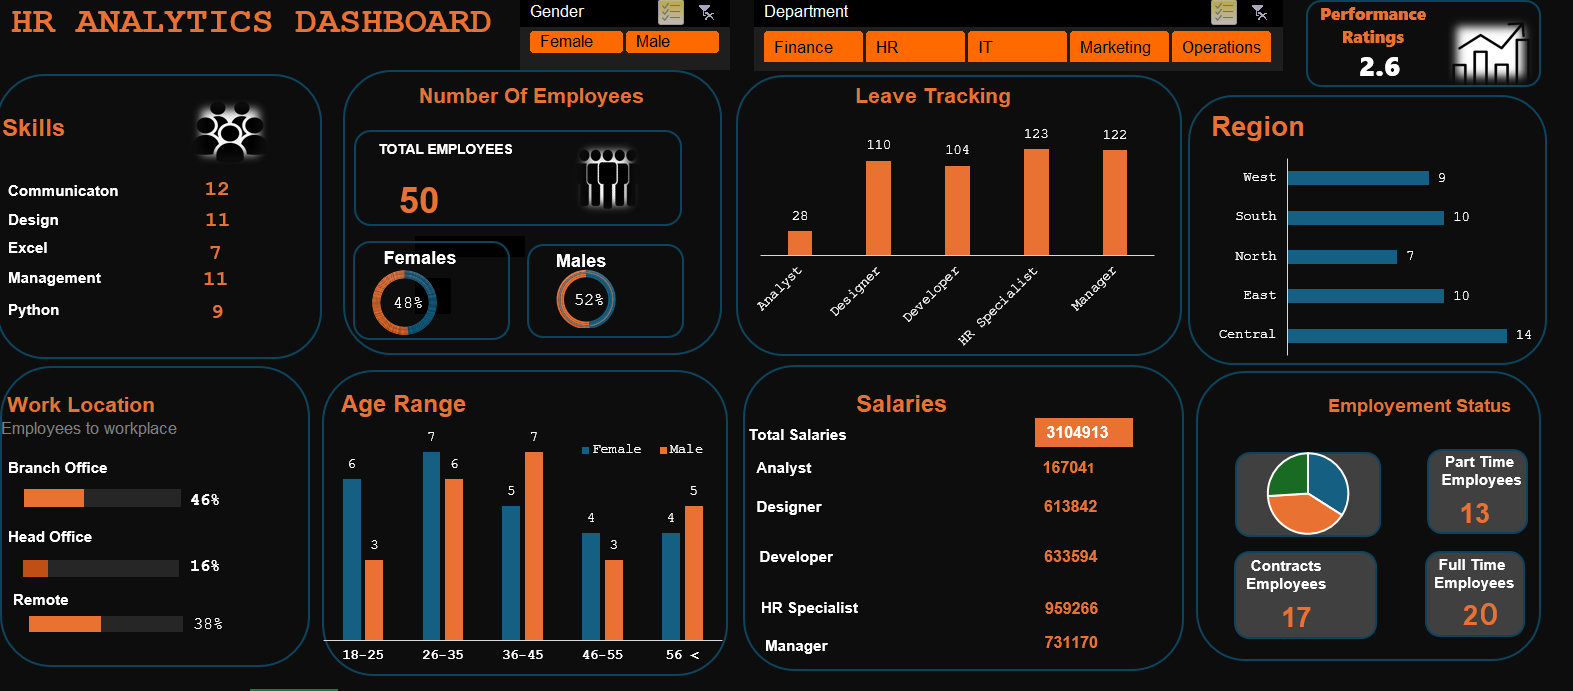 HR ANALYTICS DASHBOARD
Gender
Female Male
Department
Finance HR IT Marketing Operations
Performance
Ratings
2.6
Skills
Communicaton 12
Design 11
Excel 7
Management 11
Python 9
Number Of Employees
TOTAL EMPLOYEES
50
Females
48%
Males
52%
Leave Tracking
28 110 104 123 122
Analyst Designer Developer HR Specialist Manager
Region
West 9
South 10
North 7
East 10
Central 14
Work Location
Employees to workplace
Branch Office
46%
Head Office
16%
Remote
38%
Age Range
Female Male
6 3 7 6 5 7 4 3 4 5
18-25 26-35 36-45 46-55 56 <
Salaries
Total Salaries 3104913
Analyst 167041
Designer 613842
Developer 633594
HR Specialist 959266
Manager 731170
Employement Status
Part Time
Employees
13
Contracts
Employees
17
Full Time
Employees
20